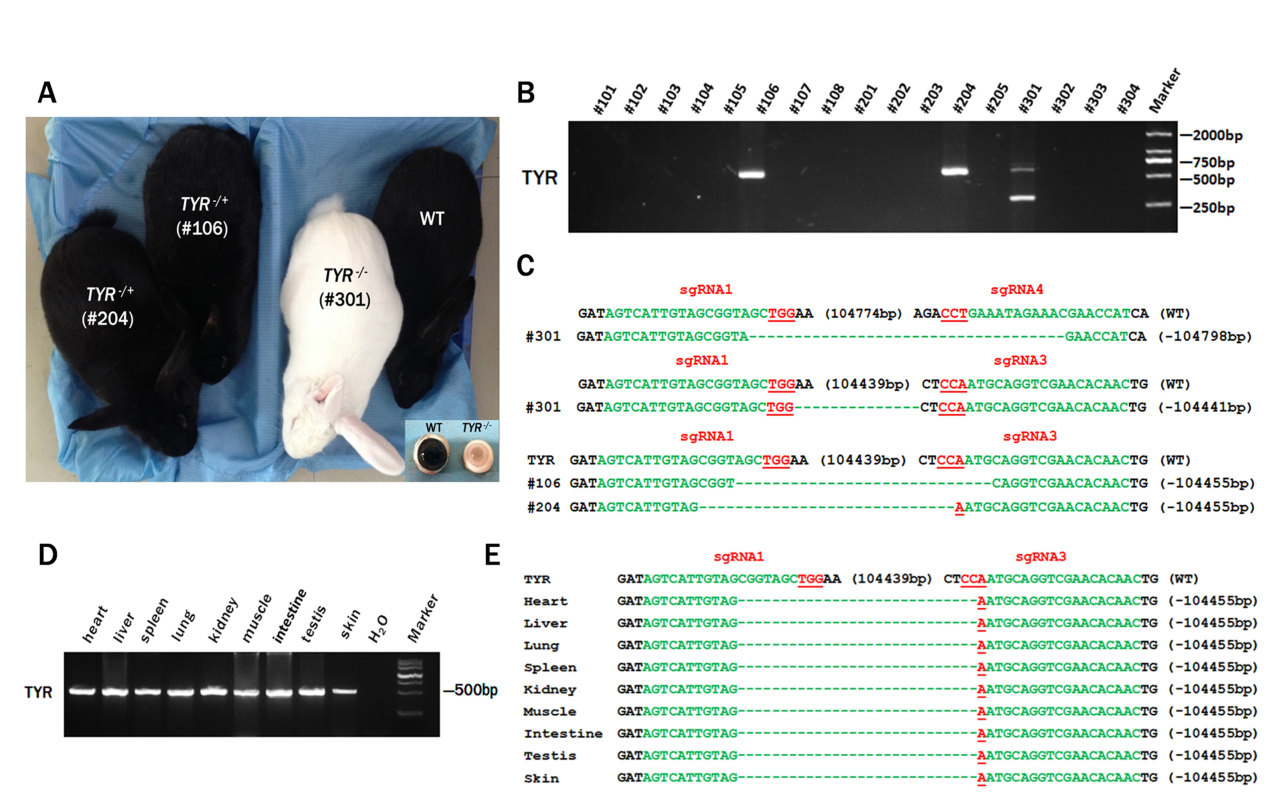 A
TYR -/+
(#106)
WT
TYR -/-
(#301)
TYR -/+
(#204)
WT TYR -/-
B
#101 #102 #103 #104 #105 #106 #107 #108 #201 #202 #203 #204 #205 #301 #302 #303 #304 Marker
TYR
—2000bp
—750bp
—500bp
—250bp
C
sgRNA1 sgRNA4
GATAGTCATTGTAGCGGTAGCTGGAA (104774bp) AGACCTGAAATAGAAACGAACCATCA (WT)
#301 GATAGTCATTGTAGCGGTA--------------------------------GAACCATCA (-104798bp)
sgRNA1 sgRNA3
GATAGTCATTGTAGCGGTAGCTGGAA (104439bp) CTCCAATGCAGGTCGAACACAACTG (WT)
#301 GATAGTCATTGTAGCGGTAGCTGG-------------CTCCAATGCAGGTCGAACACAACTG (-104441bp)
sgRNA1 sgRNA3
TYR GATAGTCATTGTAGCGGTAGCTGGAA (104439bp) CTCCAATGCAGGTCGAACACAACTG (WT)
#106 GATAGTCATTGTAGCGGT--------------------------CAGGTCGAACACAACTG (-104455bp)
#204 GATAGTCATTGTAG--------------------------AATGCAGGTCGAACACAACTG (-104455bp)
D
heart liver spleen lung kidney muscle intestine testis skin H2O Marker
TYR
—500bp
E
sgRNA1 sgRNA3
TYR GATAGTCATTGTAGCGGTAGCTGGAA (104439bp) CTCCAATGCAGGTCGAACACAACTG (WT)
Heart GATAGTCATTGTAG---------------------------AATGCAGGTCGAACACAACTG (-104455bp)
Liver GATAGTCATTGTAG---------------------------AATGCAGGTCGAACACAACTG (-104455bp)
Lung GATAGTCATTGTAG---------------------------AATGCAGGTCGAACACAACTG (-104455bp)
Spleen GATAGTCATTGTAG---------------------------AATGCAGGTCGAACACAACTG (-104455bp)
Kidney GATAGTCATTGTAG---------------------------AATGCAGGTCGAACACAACTG (-104455bp)
Muscle GATAGTCATTGTAG---------------------------AATGCAGGTCGAACACAACTG (-104455bp)
Intestine GATAGTCATTGTAG---------------------------AATGCAGGTCGAACACAACTG (-104455bp)
Testis GATAGTCATTGTAG---------------------------AATGCAGGTCGAACACAACTG (-104455bp)
Skin GATAGTCATTGTAG---------------------------AATGCAGGTCGAACACAACTG (-104455bp)